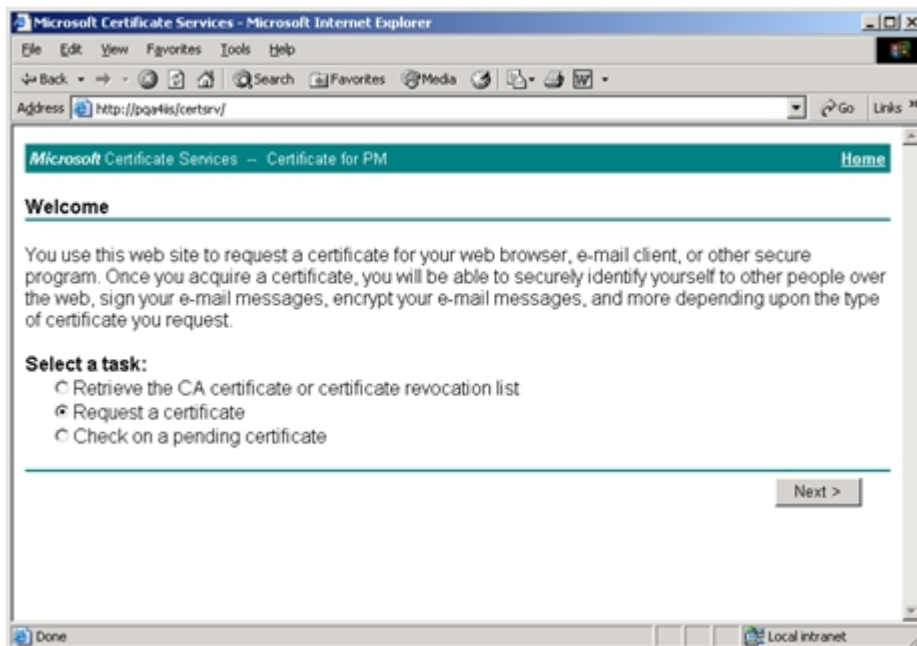 Microsoft Certificate Services - Microsoft Internet Explorer
File Edit View Favorites Tools Help
Back Search Favorites Media
Address http://pqa4iis/certsrv/ Go Links »
Microsoft Certificate Services -- Certificate for PM Home
Welcome
You use this web site to request a certificate for your web browser, e-mail client, or other secure
program. Once you acquire a certificate, you will be able to securely identify yourself to other people over
the web, sign your e-mail messages, encrypt your e-mail messages, and more depending upon the type
of certificate you request.
Select a task:
Retrieve the CA certificate or certificate revocation list
Request a certificate
Check on a pending certificate
Next >
Done Local intranet